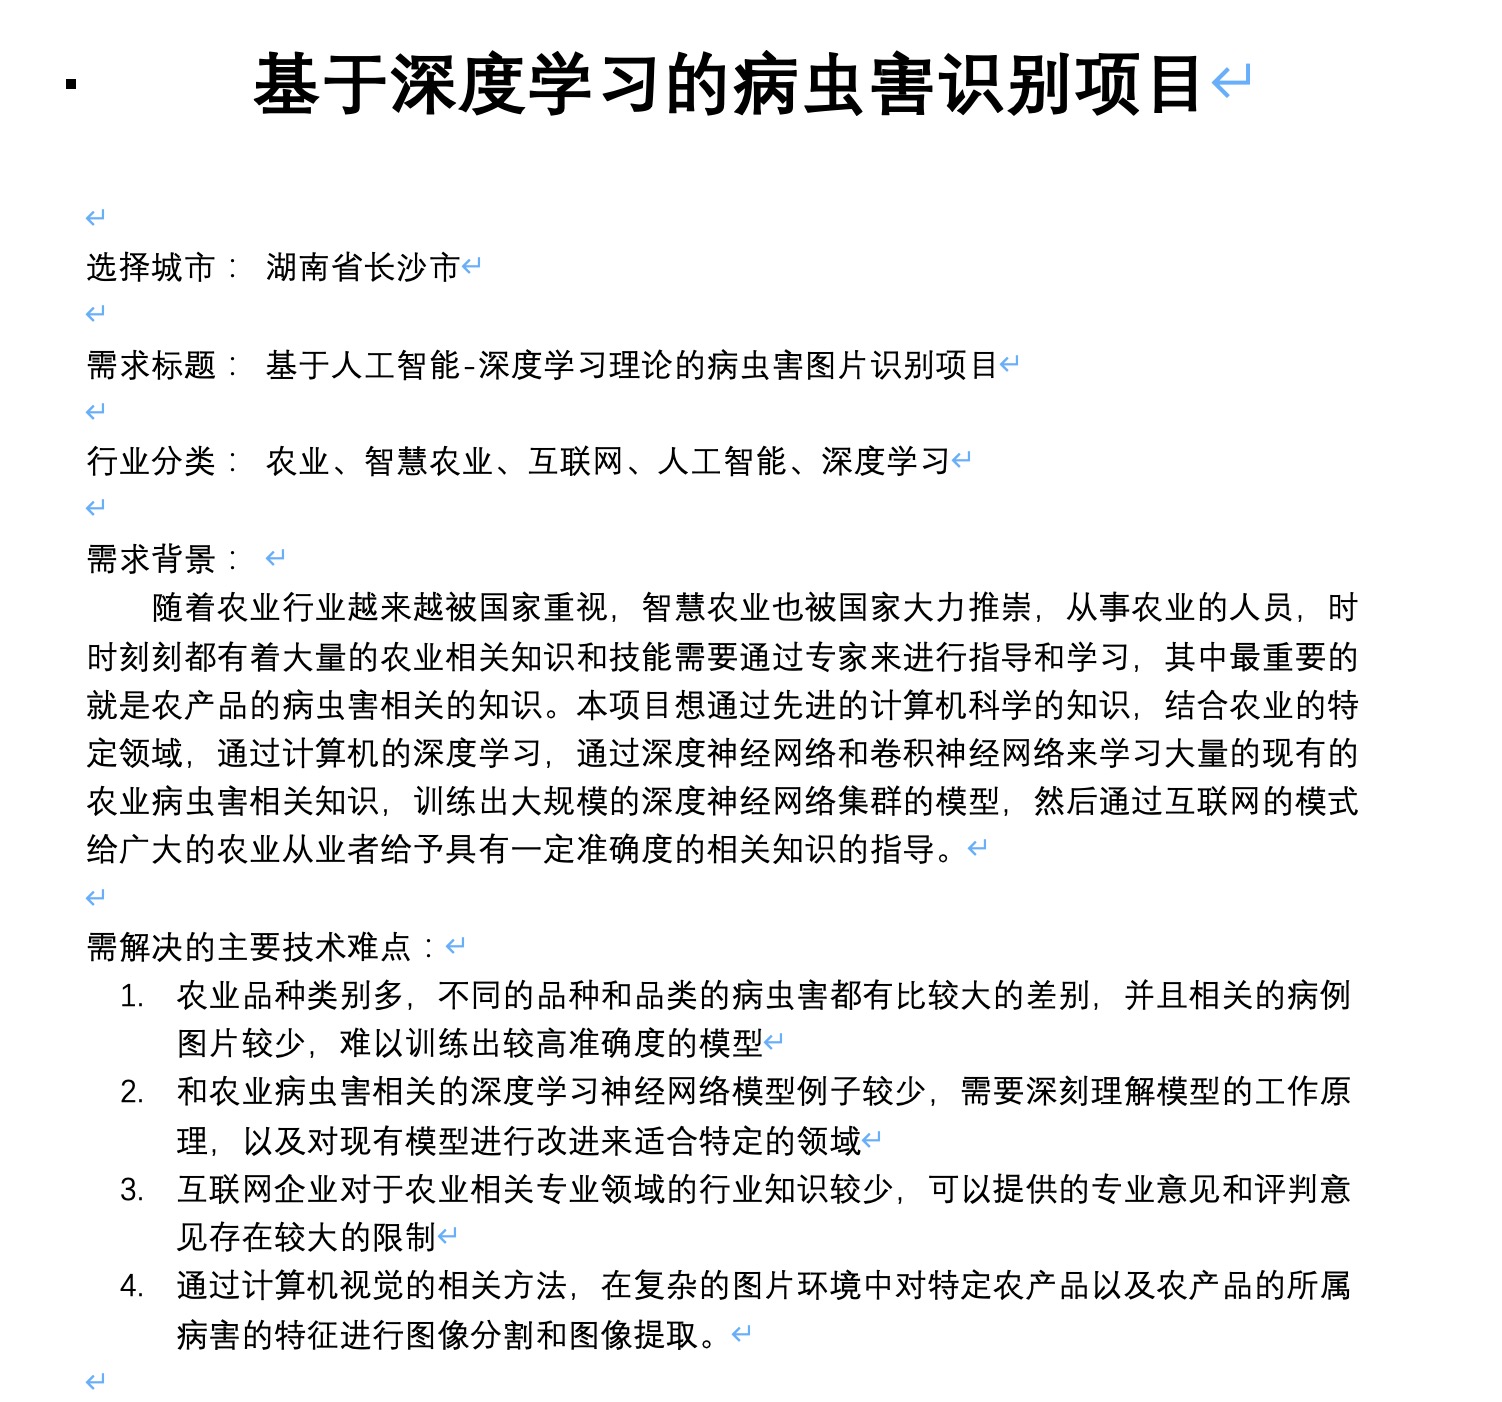 基于深度学习的病虫害识别项目
选择城市： 湖南省长沙市
需求标题： 基于人工智能-深度学习理论的病虫害图片识别项目
行业分类： 农业、智慧农业、互联网、人工智能、深度学习
需求背景：
随着农业行业越来越被国家重视，智慧农业也被国家大力推崇，从事农业的人员，时
时刻刻都有着大量的农业相关知识和技能需要通过专家来进行指导和学习，其中最重要的
就是农产品的病虫害相关的知识。本项目想通过先进的计算机科学的知识，结合农业的特
定领域，通过计算机的深度学习，通过深度神经网络和卷积神经网络来学习大量的现有的
农业病虫害相关知识，训练出大规模的深度神经网络集群的模型，然后通过互联网的模式
给广大的农业从业者给予具有一定准确度的相关知识的指导。
需解决的主要技术难点：
1. 农业品种类别多，不同的品种和品类的病虫害都有比较大的差别，并且相关的病例
图片较少，难以训练出较高准确度的模型
2. 和农业病虫害相关的深度学习神经网络模型例子较少，需要深刻理解模型的工作原
理，以及对现有模型进行改进来适合特定的领域
3. 互联网企业对于农业相关专业领域的行业知识较少，可以提供的专业意见和评判意
见存在较大的限制
4. 通过计算机视觉的相关方法，在复杂的图片环境中对特定农产品以及农产品的所属
病害的特征进行图像分割和图像提取。